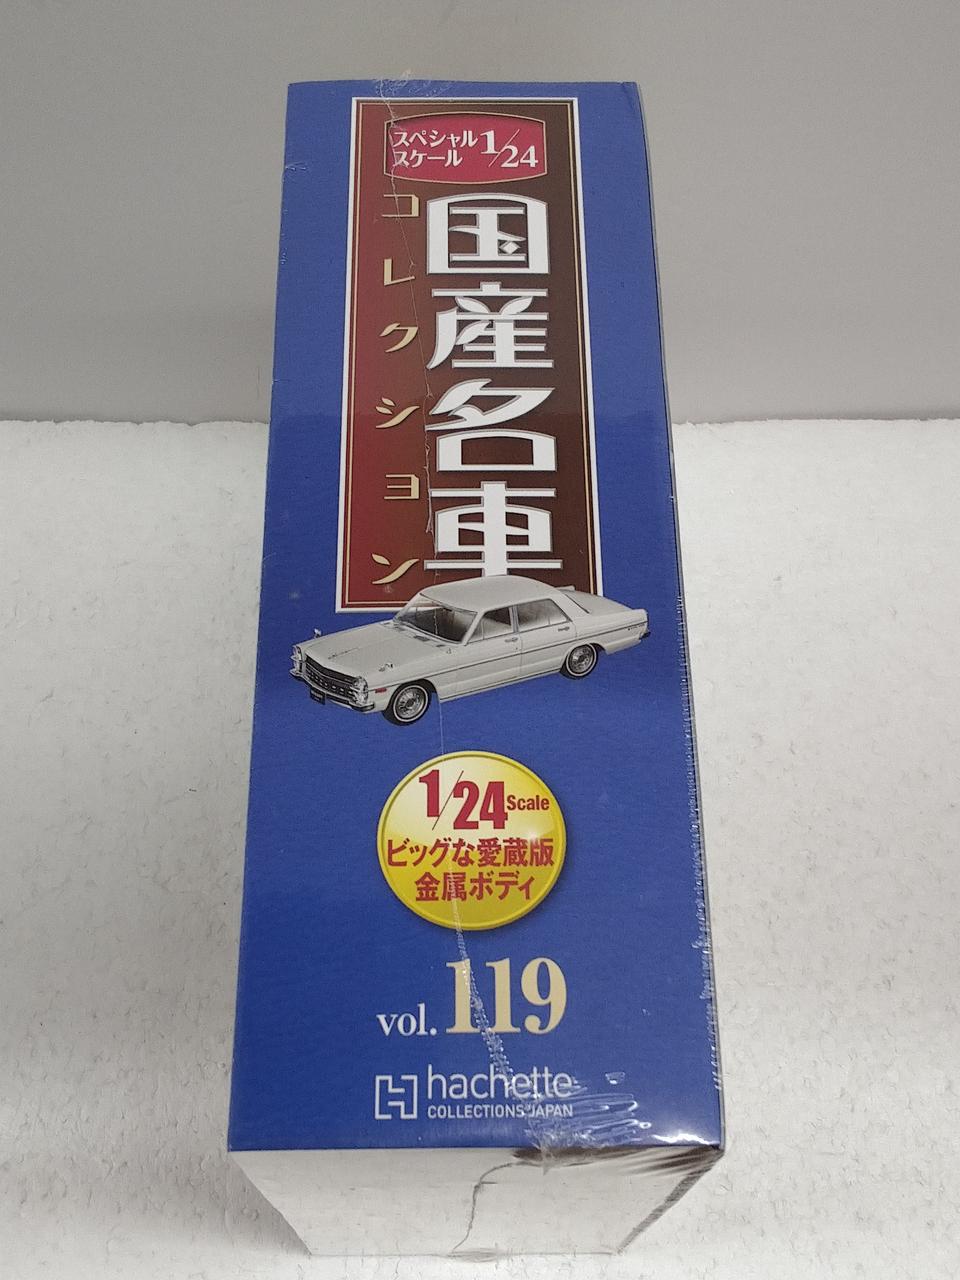 スペシャル
スケール 1/24
国産名車
コレクション
1/24 Scale
ビッグな愛蔵版
金属ボディ
vol. 119
hachette
COLLECTIONS JAPAN